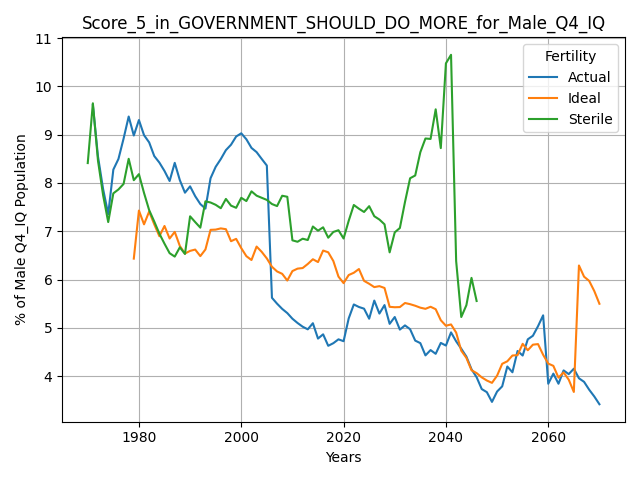 Score_5_in_GOVERNMENT_SHOULD_DO_MORE_for_Male_Q4_IQ
% of Male Q4_IQ Population
11
10
9
8
7
6
5
4
Fertility
Actual
Ideal
Sterile
1980
2000
2020
2040
2060
Years